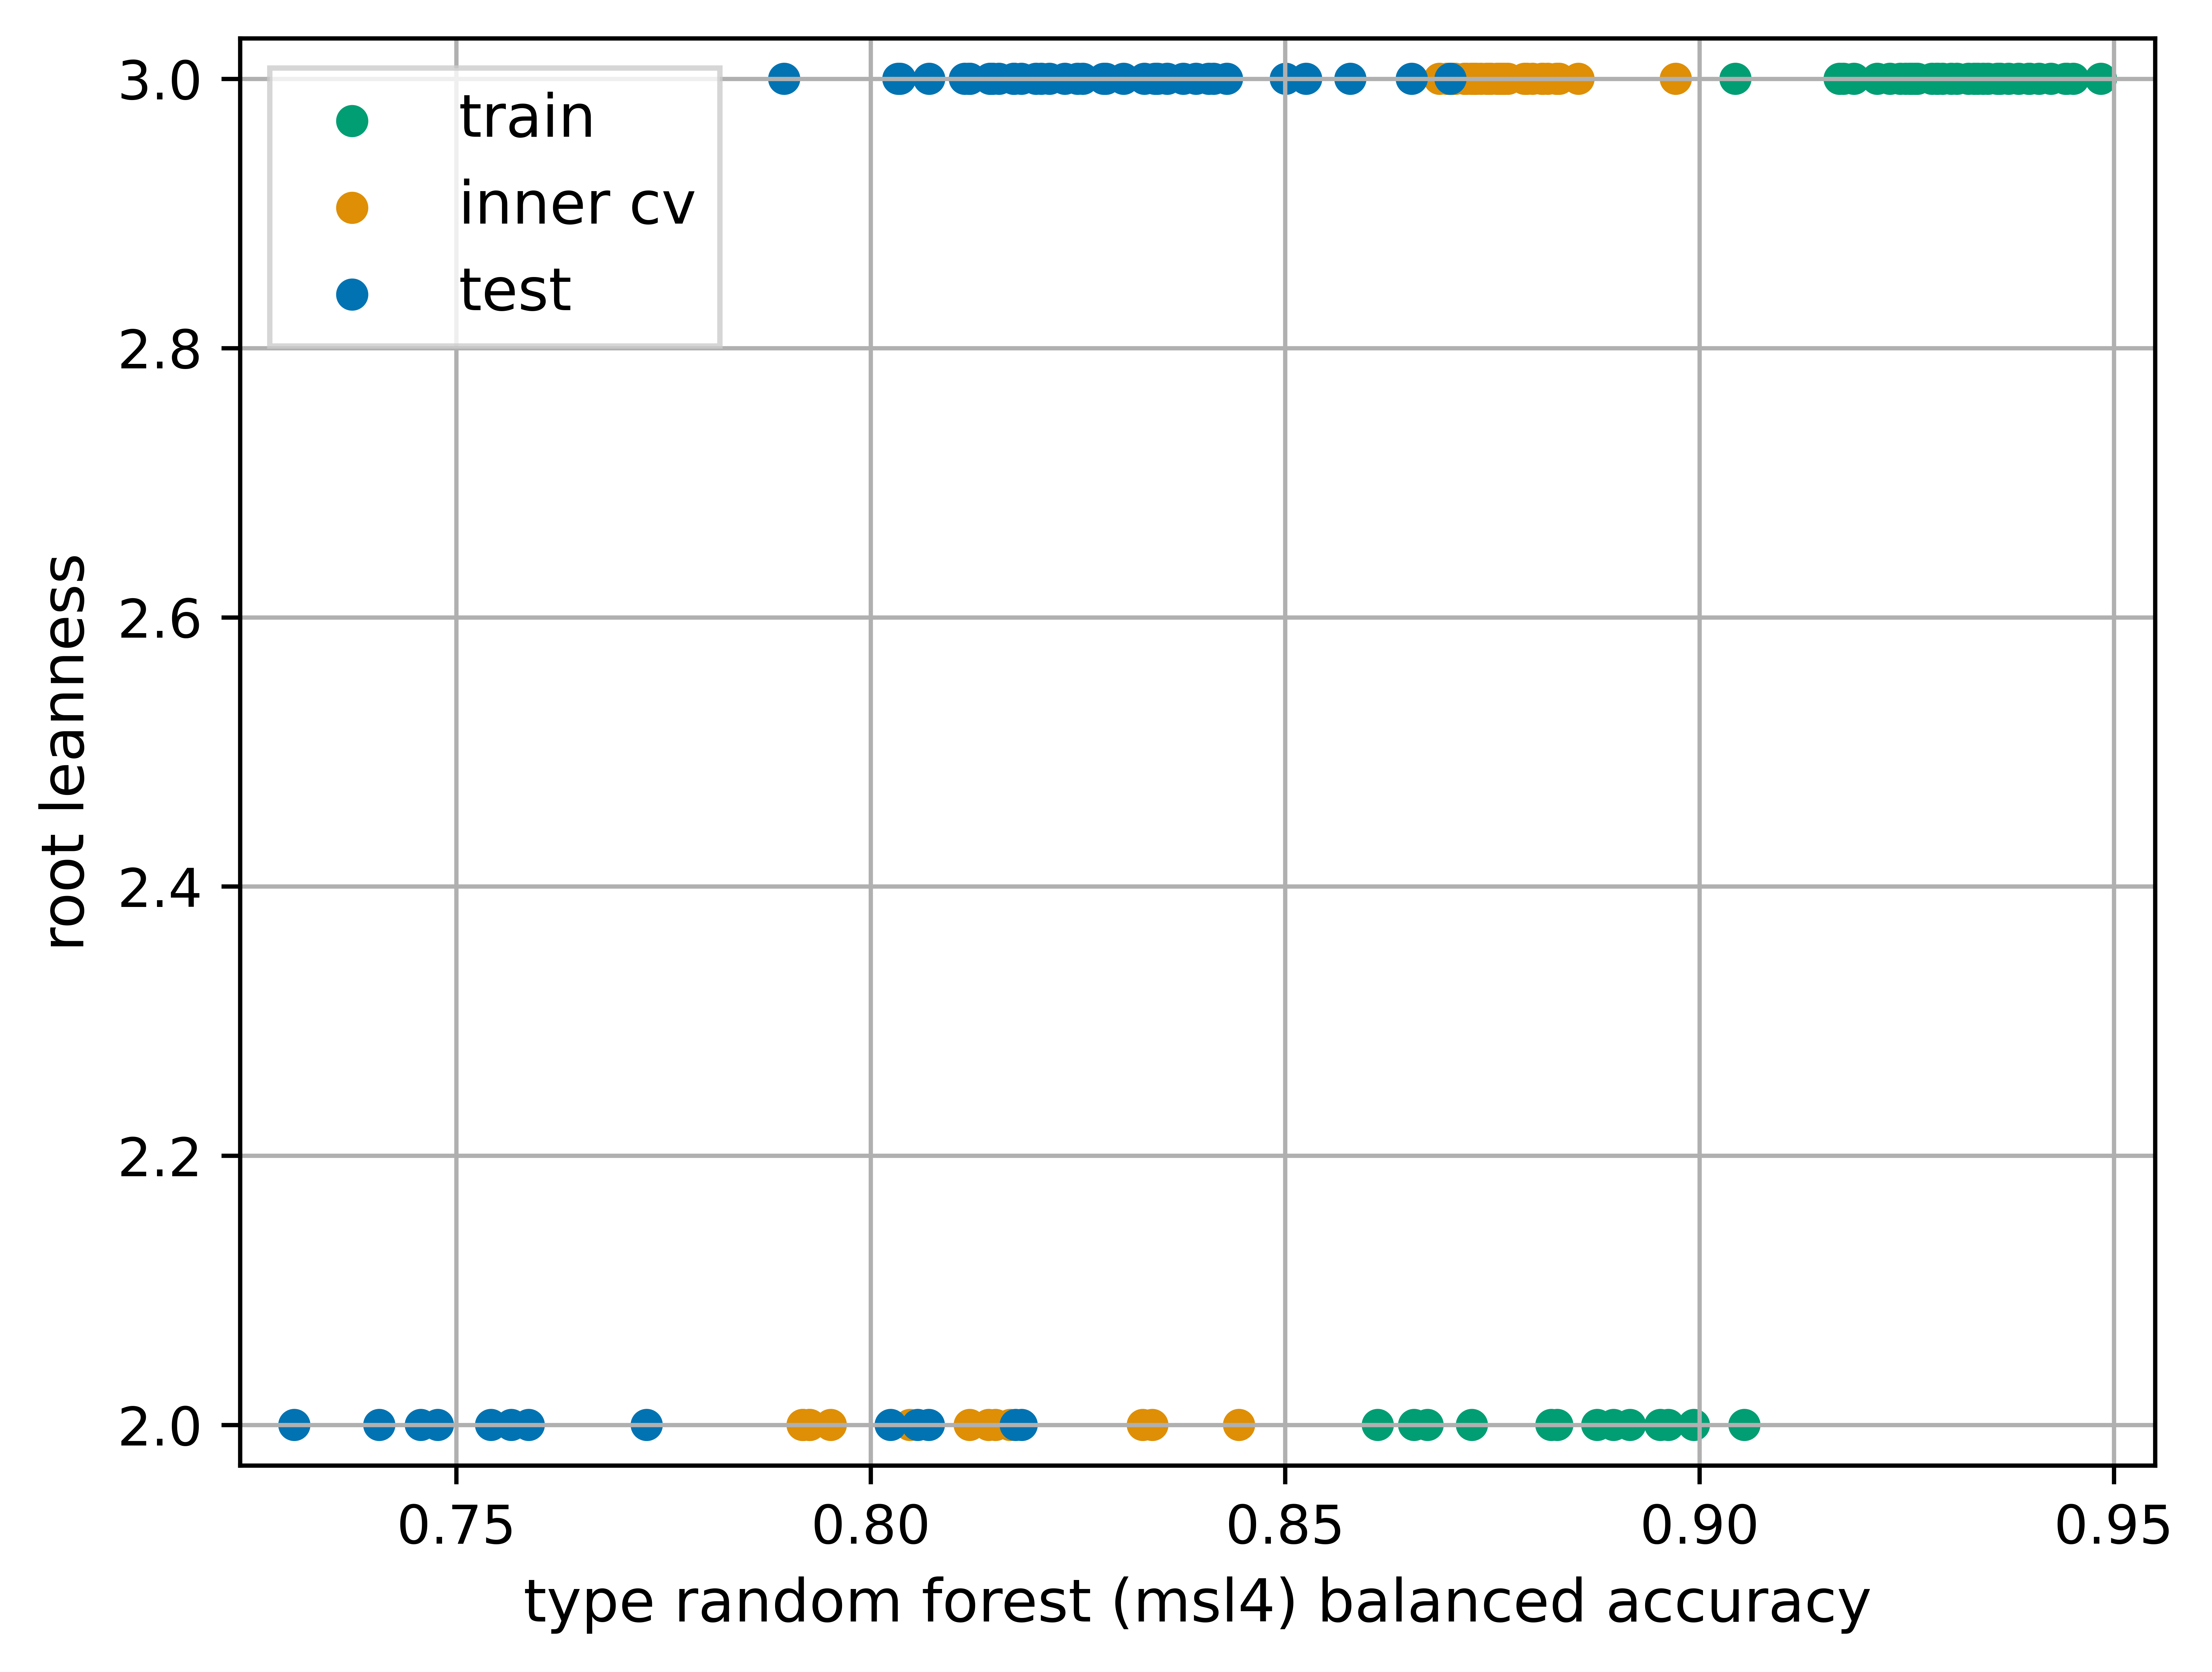 3.0
2.8
2.6
2.4
2.2
2.0
root leanness
train
inner cv
test
0.75 0.80 0.85 0.90 0.95
type random forest (msl4) balanced accuracy